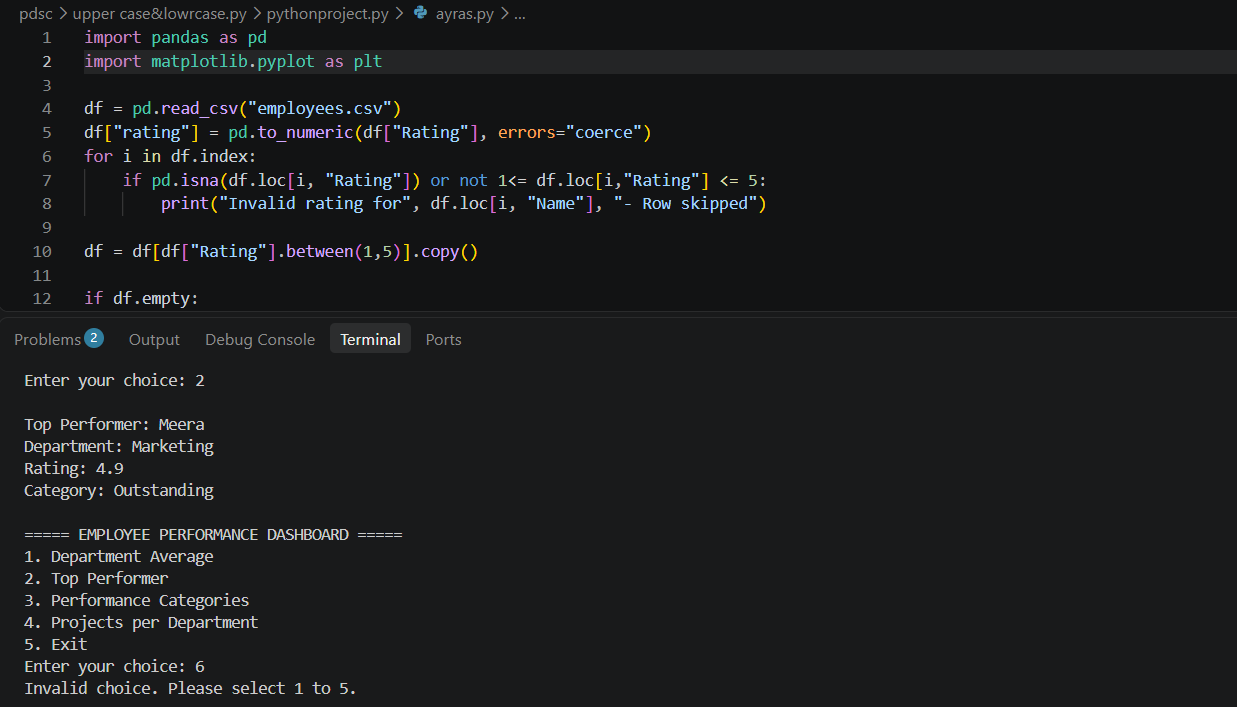 pdsc > upper case&lowrcase.py > pythonproject.py > ayras.py > ...
1 import pandas as pd
2 import matplotlib.pyplot as plt
3
4 df = pd.read_csv("employees.csv")
5 df["rating"] = pd.to_numeric(df["Rating"], errors="coerce")
6 for i in df.index:
7     if pd.isna(df.loc[i, "Rating"]) or not 1<= df.loc[i,"Rating"] <= 5:
8         print("Invalid rating for", df.loc[i, "Name"], "- Row skipped")
9
10 df = df[df["Rating"].between(1,5)].copy()
11
12 if df.empty:
Problems 2 Output Debug Console Terminal Ports
Enter your choice: 2
Top Performer: Meera
Department: Marketing
Rating: 4.9
Category: Outstanding
===== EMPLOYEE PERFORMANCE DASHBOARD =====
1. Department Average
2. Top Performer
3. Performance Categories
4. Projects per Department
5. Exit
Enter your choice: 6
Invalid choice. Please select 1 to 5.